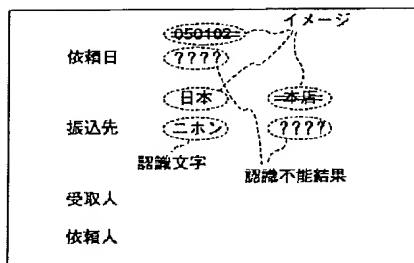 イメージ
050102
依頼日 ????
日本 本店
振込先 ニホン ????
認識文字 認識不能結果
受取人
依頼人